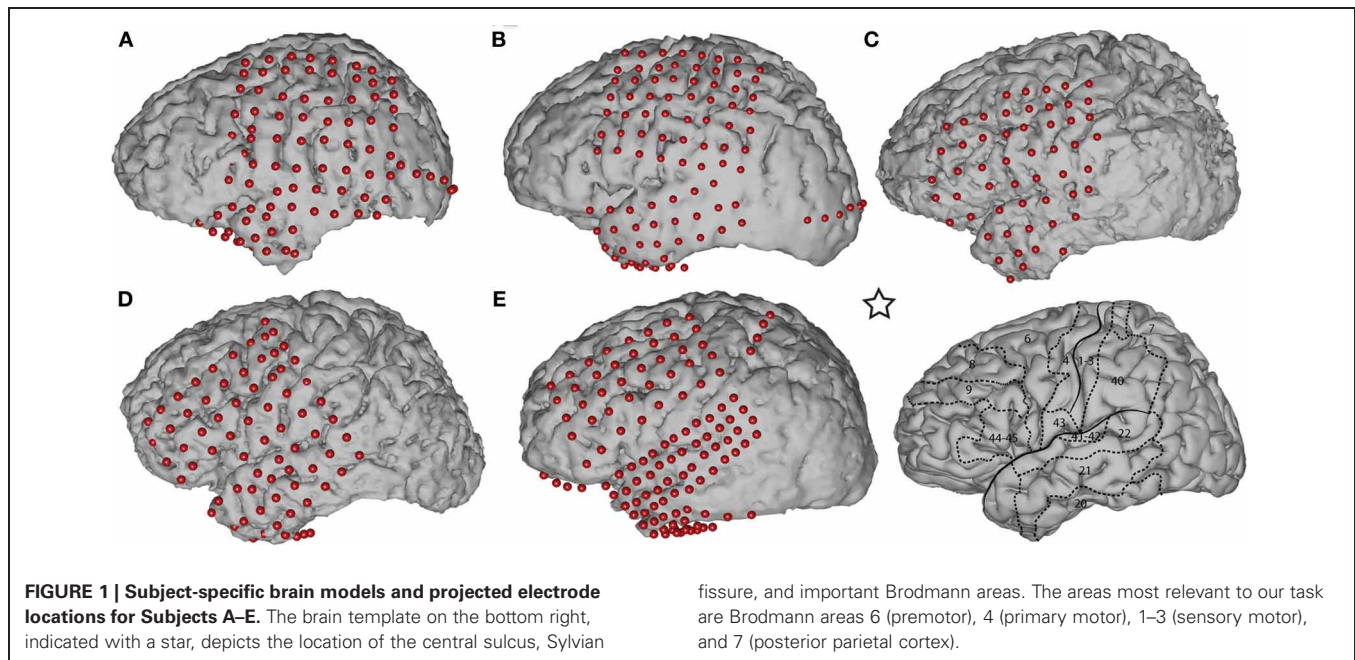 A
B
C
D
E
6
7
8
4
1-3
9
40
43
44-45
41-42
22
21
20
FIGURE 1 | Subject-specific brain models and projected electrode
locations for Subjects A–E. The brain template on the bottom right,
indicated with a star, depicts the location of the central sulcus, Sylvian
fissure, and important Brodmann areas. The areas most relevant to our task
are Brodmann areas 6 (premotor), 4 (primary motor), 1–3 (sensory motor),
and 7 (posterior parietal cortex).